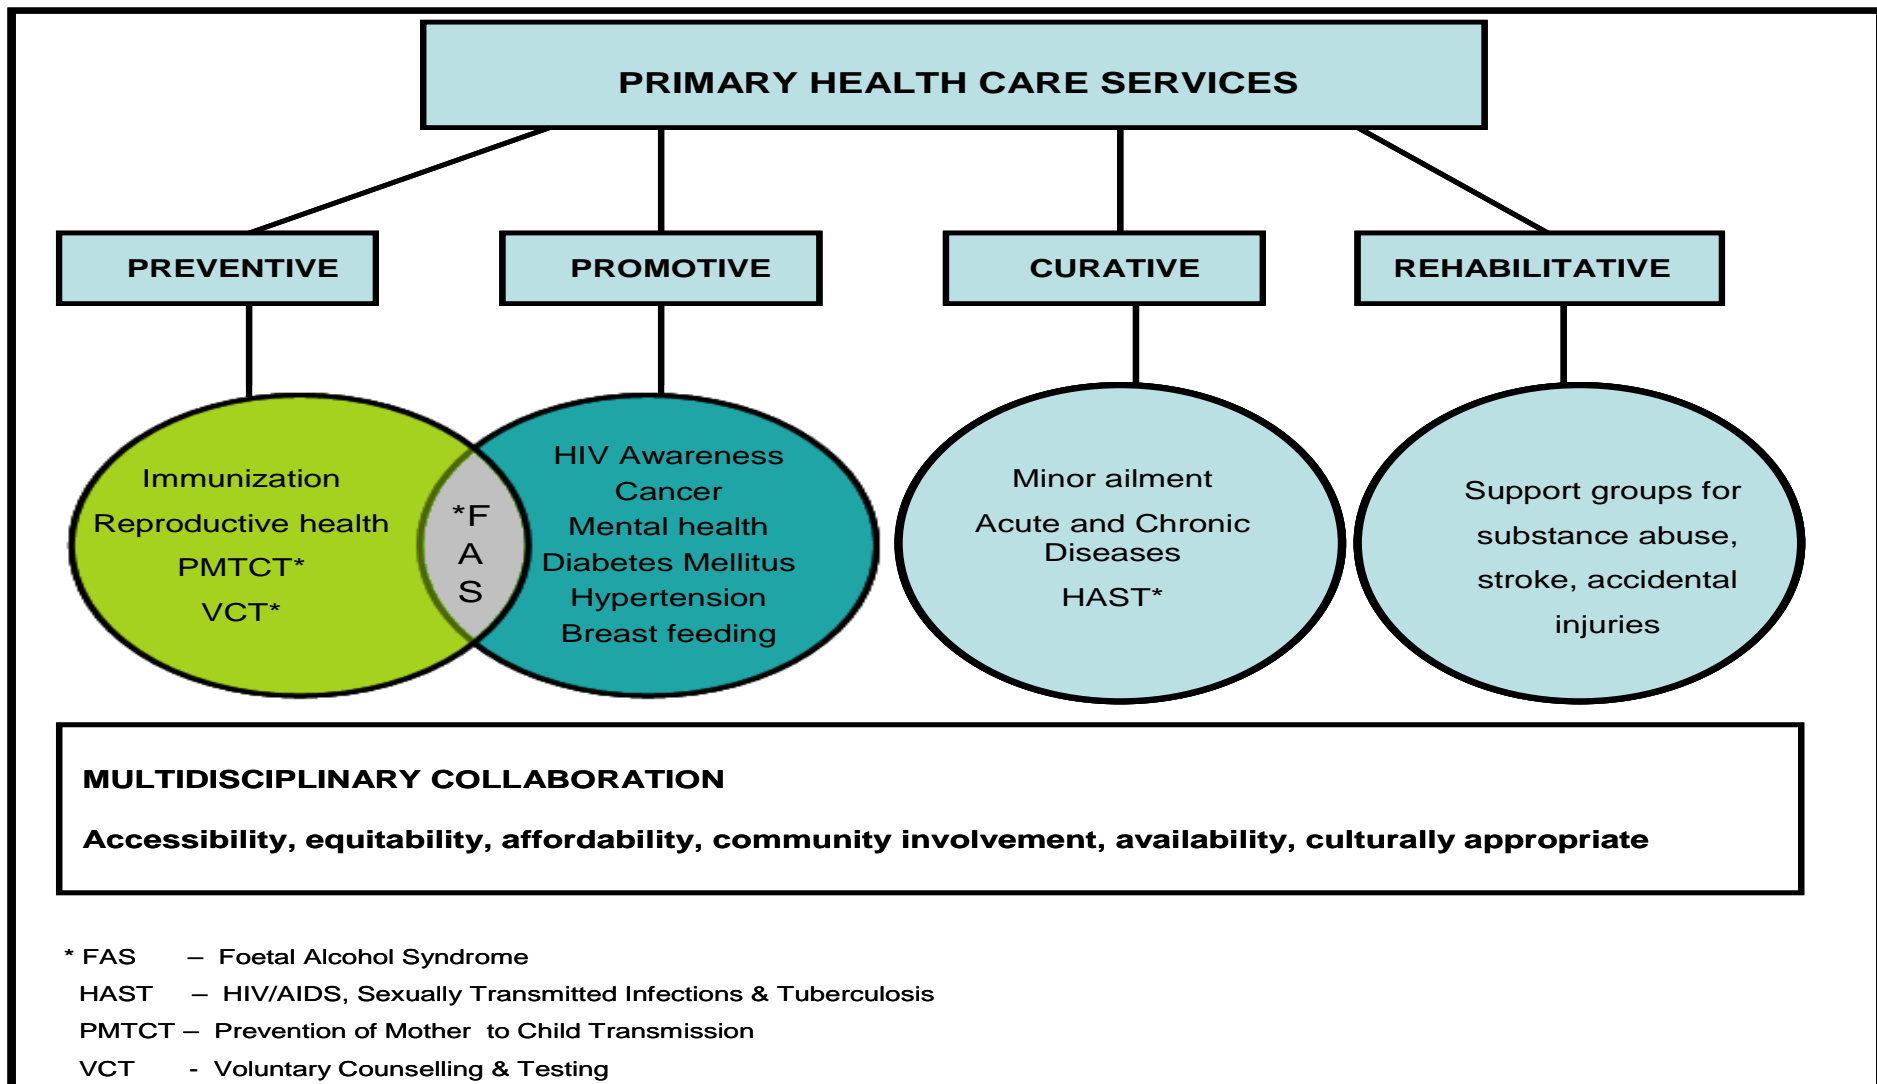 PRIMARY HEALTH CARE SERVICES
PREVENTIVE
PROMOTIVE
CURATIVE
REHABILITATIVE
Immunization
Reproductive health
PMTCT*
VCT*
*F
A
S
HIV Awareness
Cancer
Mental health
Diabetes Mellitus
Hypertension
Breast feeding
Minor ailment
Acute and Chronic
Diseases
HAST*
Support groups for
substance abuse,
stroke, accidental
injuries
MULTIDISCIPLINARY COLLABORATION
Accessibility, equitability, affordability, community involvement, availability, culturally appropriate
* FAS – Foetal Alcohol Syndrome
HAST – HIV/AIDS, Sexually Transmitted Infections & Tuberculosis
PMTCT – Prevention of Mother to Child Transmission
VCT - Voluntary Counselling & Testing